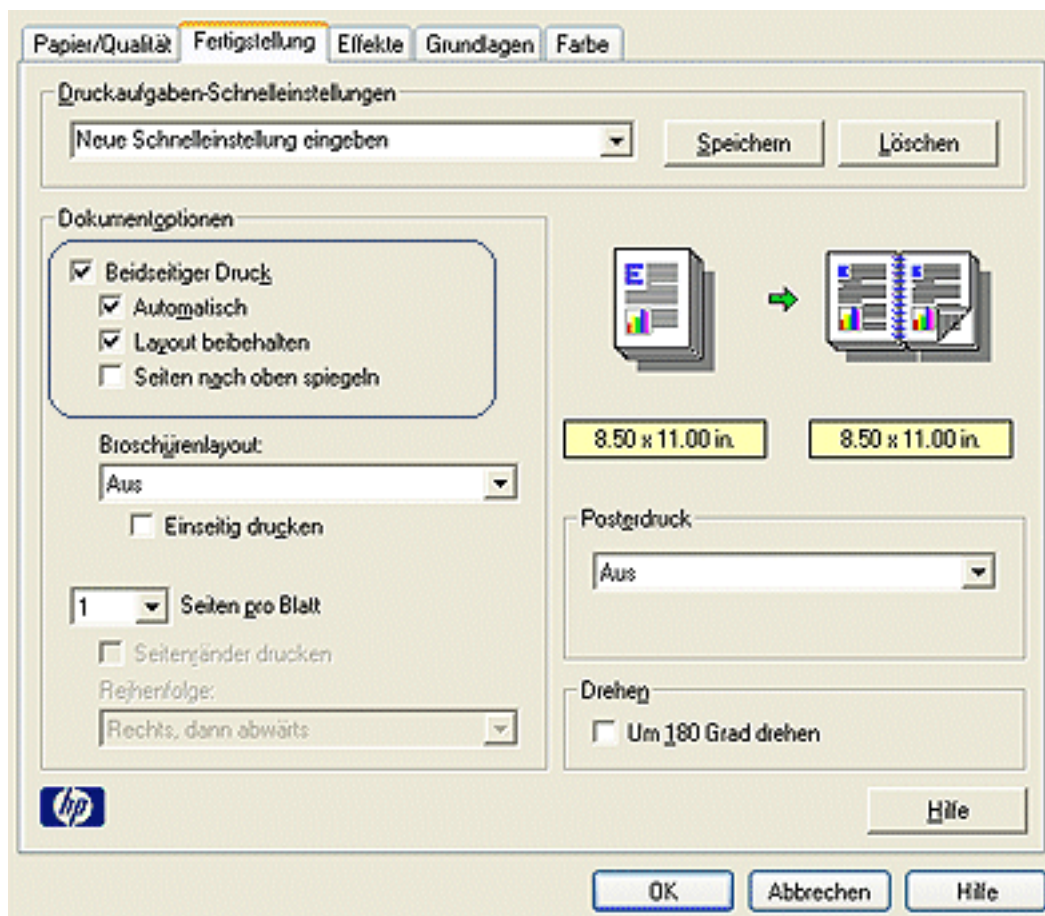 Papier/Qualität Fertigstellung Effekte Grundlagen Farbe
Druckaufgaben-Schnelleinstellungen
Neue Schnelleinstellung eingeben Speichern Löschen
Dokumentoptionen
Beidseitiger Druck
Automatisch
Layout beibehalten
Seiten nach oben spiegeln
8.50 x 11.00 in. 8.50 x 11.00 in.
Broschürenlayout:
Aus
Einseitig drucken
Posterdruck
Aus
1 Seiten pro Blatt
Seitenränder drucken
Reihenfolge:
Rechts, dann abwärts
Drehen
Um 180 Grad drehen
hp
Hilfe
OK Abbrechen Hilfe